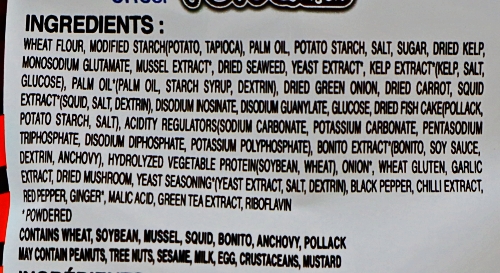 INGREDIENTS :
WHEAT FLOUR, MODIFIED STARCH(POTATO, TAPIOCA), PALM OIL, POTATO STARCH, SALT, SUGAR, DRIED KELP,
MONOSODIUM GLUTAMATE, MUSSEL EXTRACT*, DRIED SEAWEED, YEAST EXTRACT*, KELP EXTRACT*(KELP, SALT,
GLUCOSE), PALM OIL*(PALM OIL, STARCH SYRUP, DEXTRIN), DRIED GREEN ONION, DRIED CARROT, SQUID
EXTRACT*(SQUID, SALT, DEXTRIN), DISODIUM INOSINATE, DISODIUM GUANYLATE, GLUCOSE, DRIED FISH CAKE(POLLACK,
POTATO STARCH, SALT), ACIDITY REGULATORS(SODIUM CARBONATE, POTASSIUM CARBONATE, PENTASODIUM
TRIPHOSPHATE, DISODIUM DIPHOSPHATE, POTASSIUM POLYPHOSPHATE), BONITO EXTRACT*(BONITO, SOY SAUCE,
DEXTRIN, ANCHOVY), HYDROLYZED VEGETABLE PROTEIN(SOYBEAN, WHEAT), ONION*, WHEAT GLUTEN, GARLIC
EXTRACT, DRIED MUSHROOM, YEAST SEASONING*(YEAST EXTRACT, SALT, DEXTRIN), BLACK PEPPER, CHILLI EXTRACT,
RED PEPPER, GINGER*, MALIC ACID, GREEN TEA EXTRACT, RIBOFLAVIN
* POWDERED
CONTAINS WHEAT, SOYBEAN, MUSSEL, SQUID, BONITO, ANCHOVY, POLLACK
MAY CONTAIN PEANUTS, TREE NUTS, SESAME, MILK, EGG, CRUSTACEANS, MUSTARD